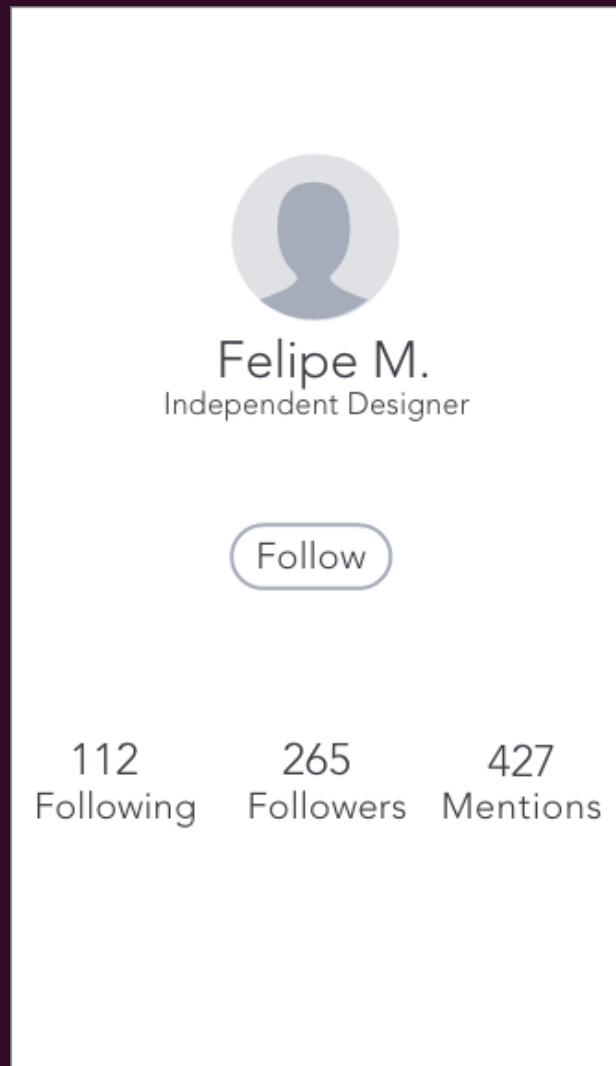 Felipe M.
Independent Designer
Follow
112 265 427
Following Followers Mentions